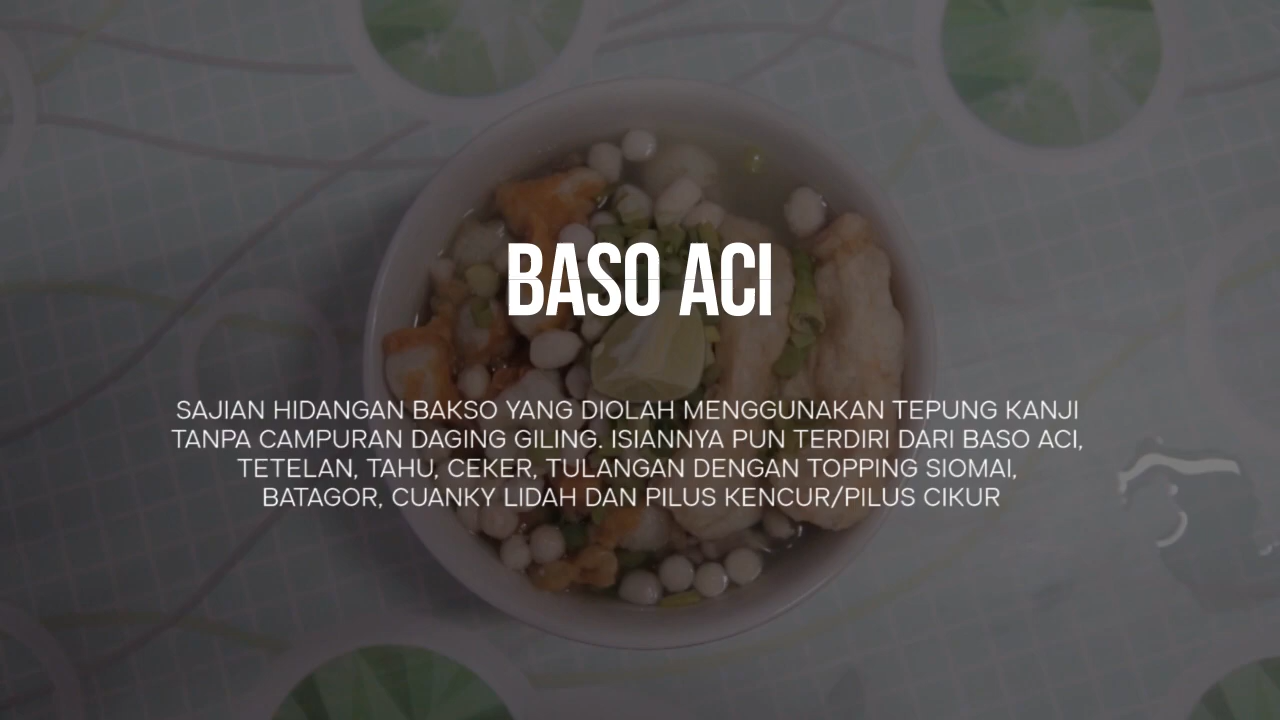 BASO ACI
SAJIAN HIDANGAN BAKSO YANG DIOLAH MENGGUNAKAN TEPUNG KANJI
TANPA CAMPURAN DAGING GILING. ISIANNYA PUN TERDIRI DARI BASO ACI,
TETELAN, TAHU, CEKER, TULANGAN DENGAN TOPPING SIOMAI,
BATAGOR, CUANKY LIDAH DAN PILUS KENCUR/PILUS CIKUR